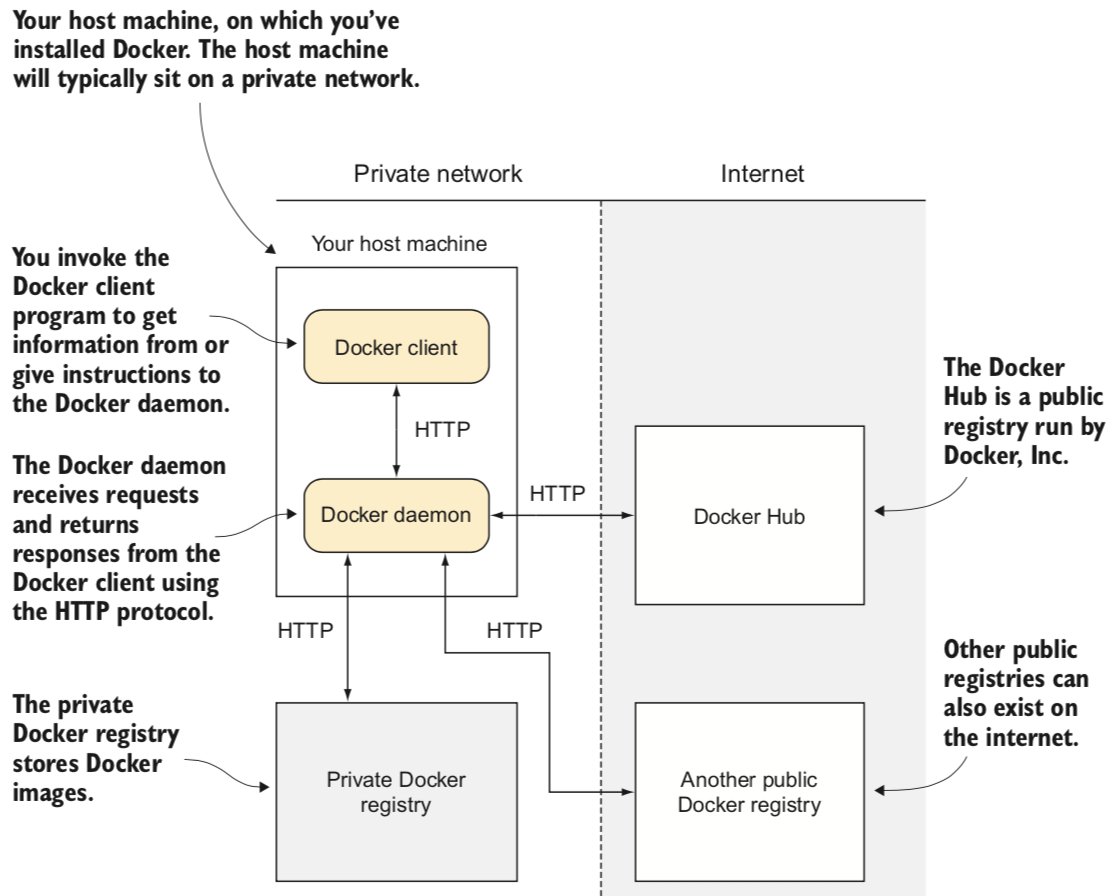 Your host machine, on which you've
installed Docker. The host machine
will typically sit on a private network.
Private network
Internet
Your host machine
You invoke the
Docker client
program to get
information from or
give instructions to
the Docker daemon.
Docker client
HTTP
The Docker daemon
receives requests
and returns
responses from the
Docker client using
the HTTP protocol.
Docker daemon
HTTP
Docker Hub
The Docker
Hub is a public
registry run by
Docker, Inc.
HTTP
HTTP
The private
Docker registry
stores Docker
images.
Private Docker
registry
Another public
Docker registry
Other public
registries can
also exist on
the internet.